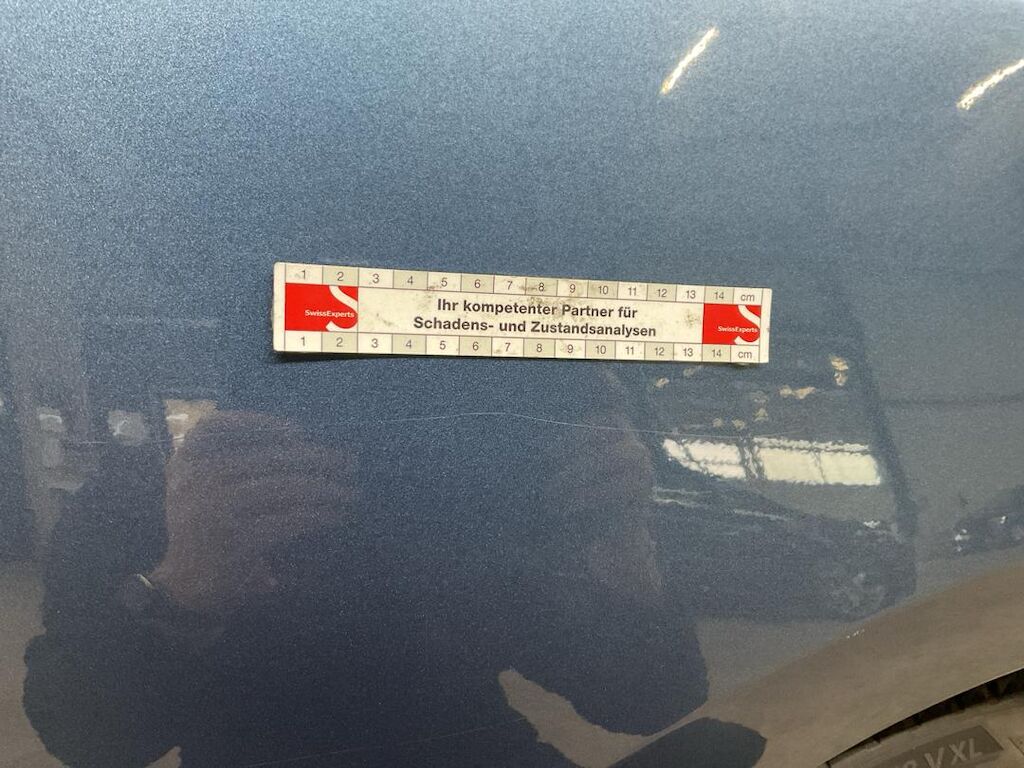 1 2 3 4 5 6 7 8 9 10 11 12 13 14 cm
SwissExperts
Ihr kompetenter Partner für
Schadens- und Zustandsanalysen
SwissExperts
1 2 3 4 5 6 7 8 9 10 11 12 13 14 cm
V XL